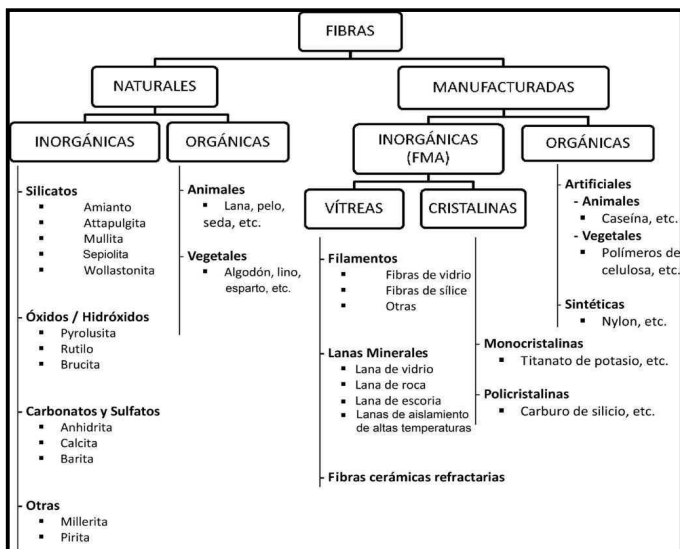 FIBRAS
NATURALES
MANUFACTURADAS
INORGÁNICAS
ORGÁNICAS
INORGÁNICAS
(FMA)
ORGÁNICAS
VÍTREAS
CRISTALINAS
Silicatos
Amianto
Attapulgita
Mullita
Sepiolita
Wollastonita
Óxidos / Hidróxidos
Pyrolusita
Rutilo
Brucita
Carbonatos y Sulfatos
Anhidrita
Calcita
Barita
Otras
Millerita
Pirita
Animales
Lana, pelo,
seda, etc.
Vegetales
Algodón, lino,
esparto, etc.
Filamentos
Fibras de vidrio
Fibras de sílice
Otras
Lanas Minerales
Lana de vidrio
Lana de roca
Lana de escoria
Lanas de aislamiento
de altas temperaturas
Fibras cerámicas refractarias
Monocristalinas
Titanato de potasio, etc.
Policristalinas
Carburo de silicio, etc.
Artificiales
- Animales
Caseína, etc.
- Vegetales
Polímeros de
celulosa, etc.
Sintéticas
Nylon, etc.